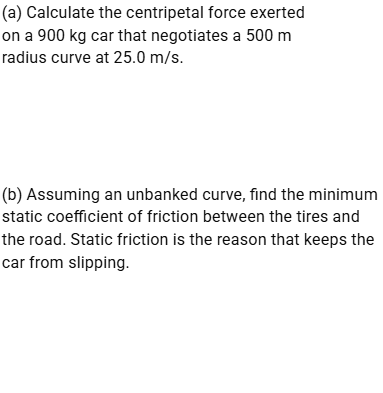 (a) Calculate the centripetal force exerted
on a 900 kg car that negotiates a 500 m
radius curve at 25.0 m/s.
(b) Assuming an unbanked curve, find the minimum
static coefficient of friction between the tires and
the road. Static friction is the reason that keeps the
car from slipping.